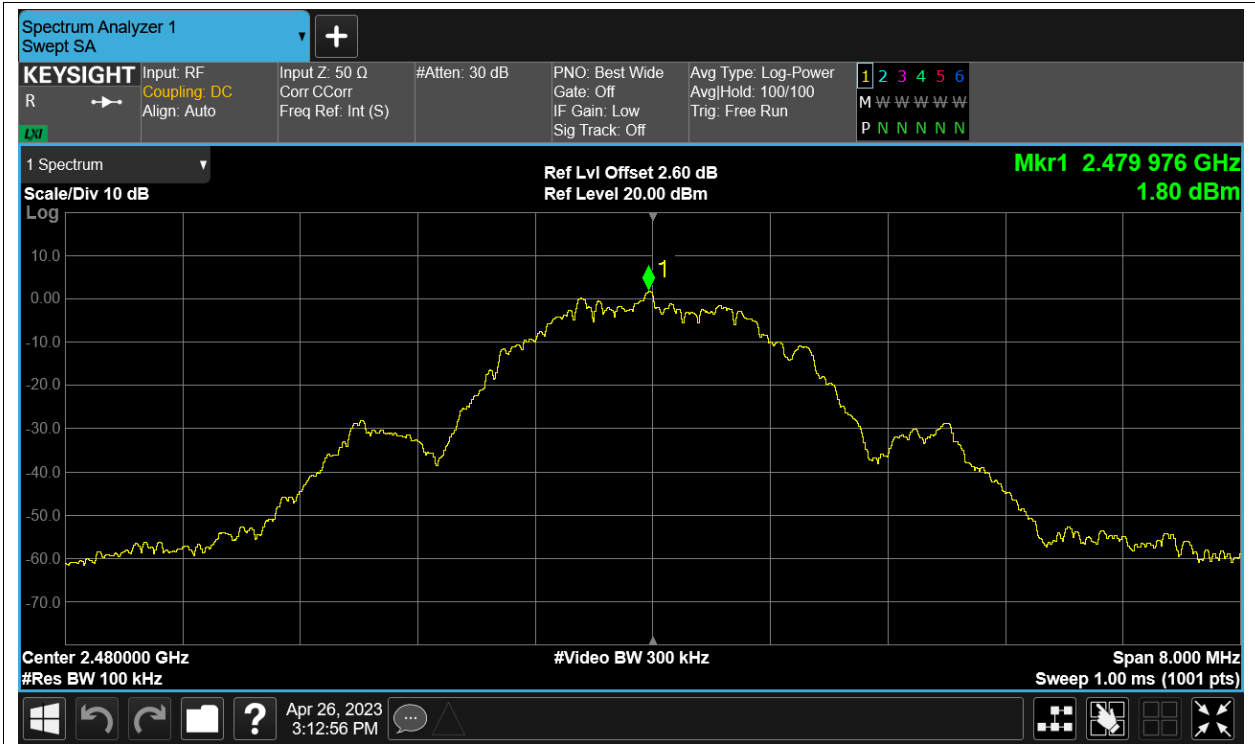 Spectrum Analyzer 1
Swept SA
KEYSIGHT
R
LXI
Input: RF
Coupling: DC
Align: Auto
Input Z: 50 Ω
Corr CCorr
Freq Ref: Int (S)
#Atten: 30 dB
PNO: Best Wide
Gate: Off
IF Gain: Low
Sig Track: Off
Avg Type: Log-Power
Avg|Hold: 100/100
Trig: Free Run
1 2 3 4 5 6
M W W W W W
P N N N N N
1 Spectrum
Scale/Div 10 dB
Log
Ref Lvl Offset 2.60 dB
Ref Level 20.00 dBm
Mkr1 2.479 976 GHz
1.80 dBm
1
10.0
0.00
-10.0
-20.0
-30.0
-40.0
-50.0
-60.0
-70.0
Center 2.480000 GHz
#Res BW 100 kHz
#Video BW 300 kHz
Span 8.000 MHz
Sweep 1.00 ms (1001 pts)
?
Apr 26, 2023
3:12:56 PM